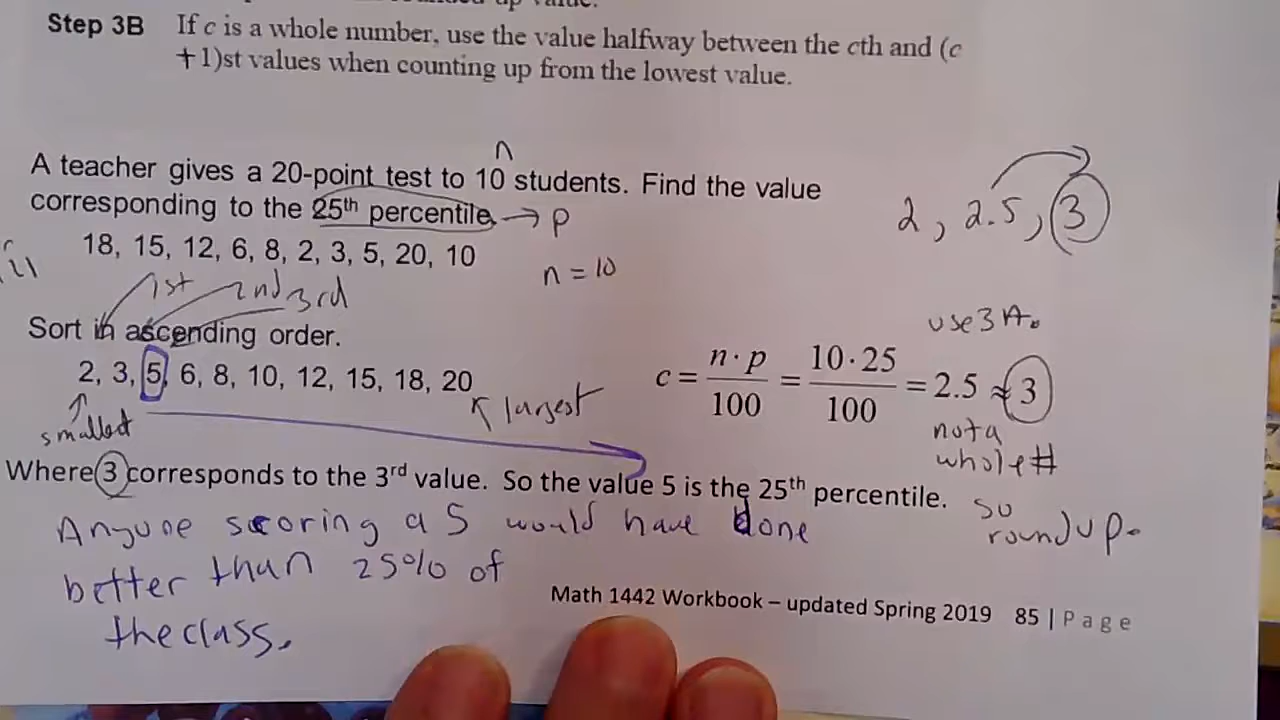 up value.
Step 3B If c is a whole number, use the value halfway between the cth and (c
+1)st values when counting up from the lowest value.
n
A teacher gives a 20-point test to 10 students. Find the value
corresponding to the 25th percentile. → p
2, 2.5, 3
18, 15, 12, 6, 8, 2, 3, 5, 20, 10
n = 10
1st 2nd 3rd
Sort in ascending order.
use 3A.
2, 3, 5, 6, 8, 10, 12, 15, 18, 20
c = n·p/100 = 10·25/100 = 2.5 ≈ 3
smallest
largest
not a
whole #
so
round up.
Where 3 corresponds to the 3rd value. So the value 5 is the 25th percentile.
Anyone scoring a 5 would have done
better than 25% of
the class.
Math 1442 Workbook – updated Spring 2019 85 | Page